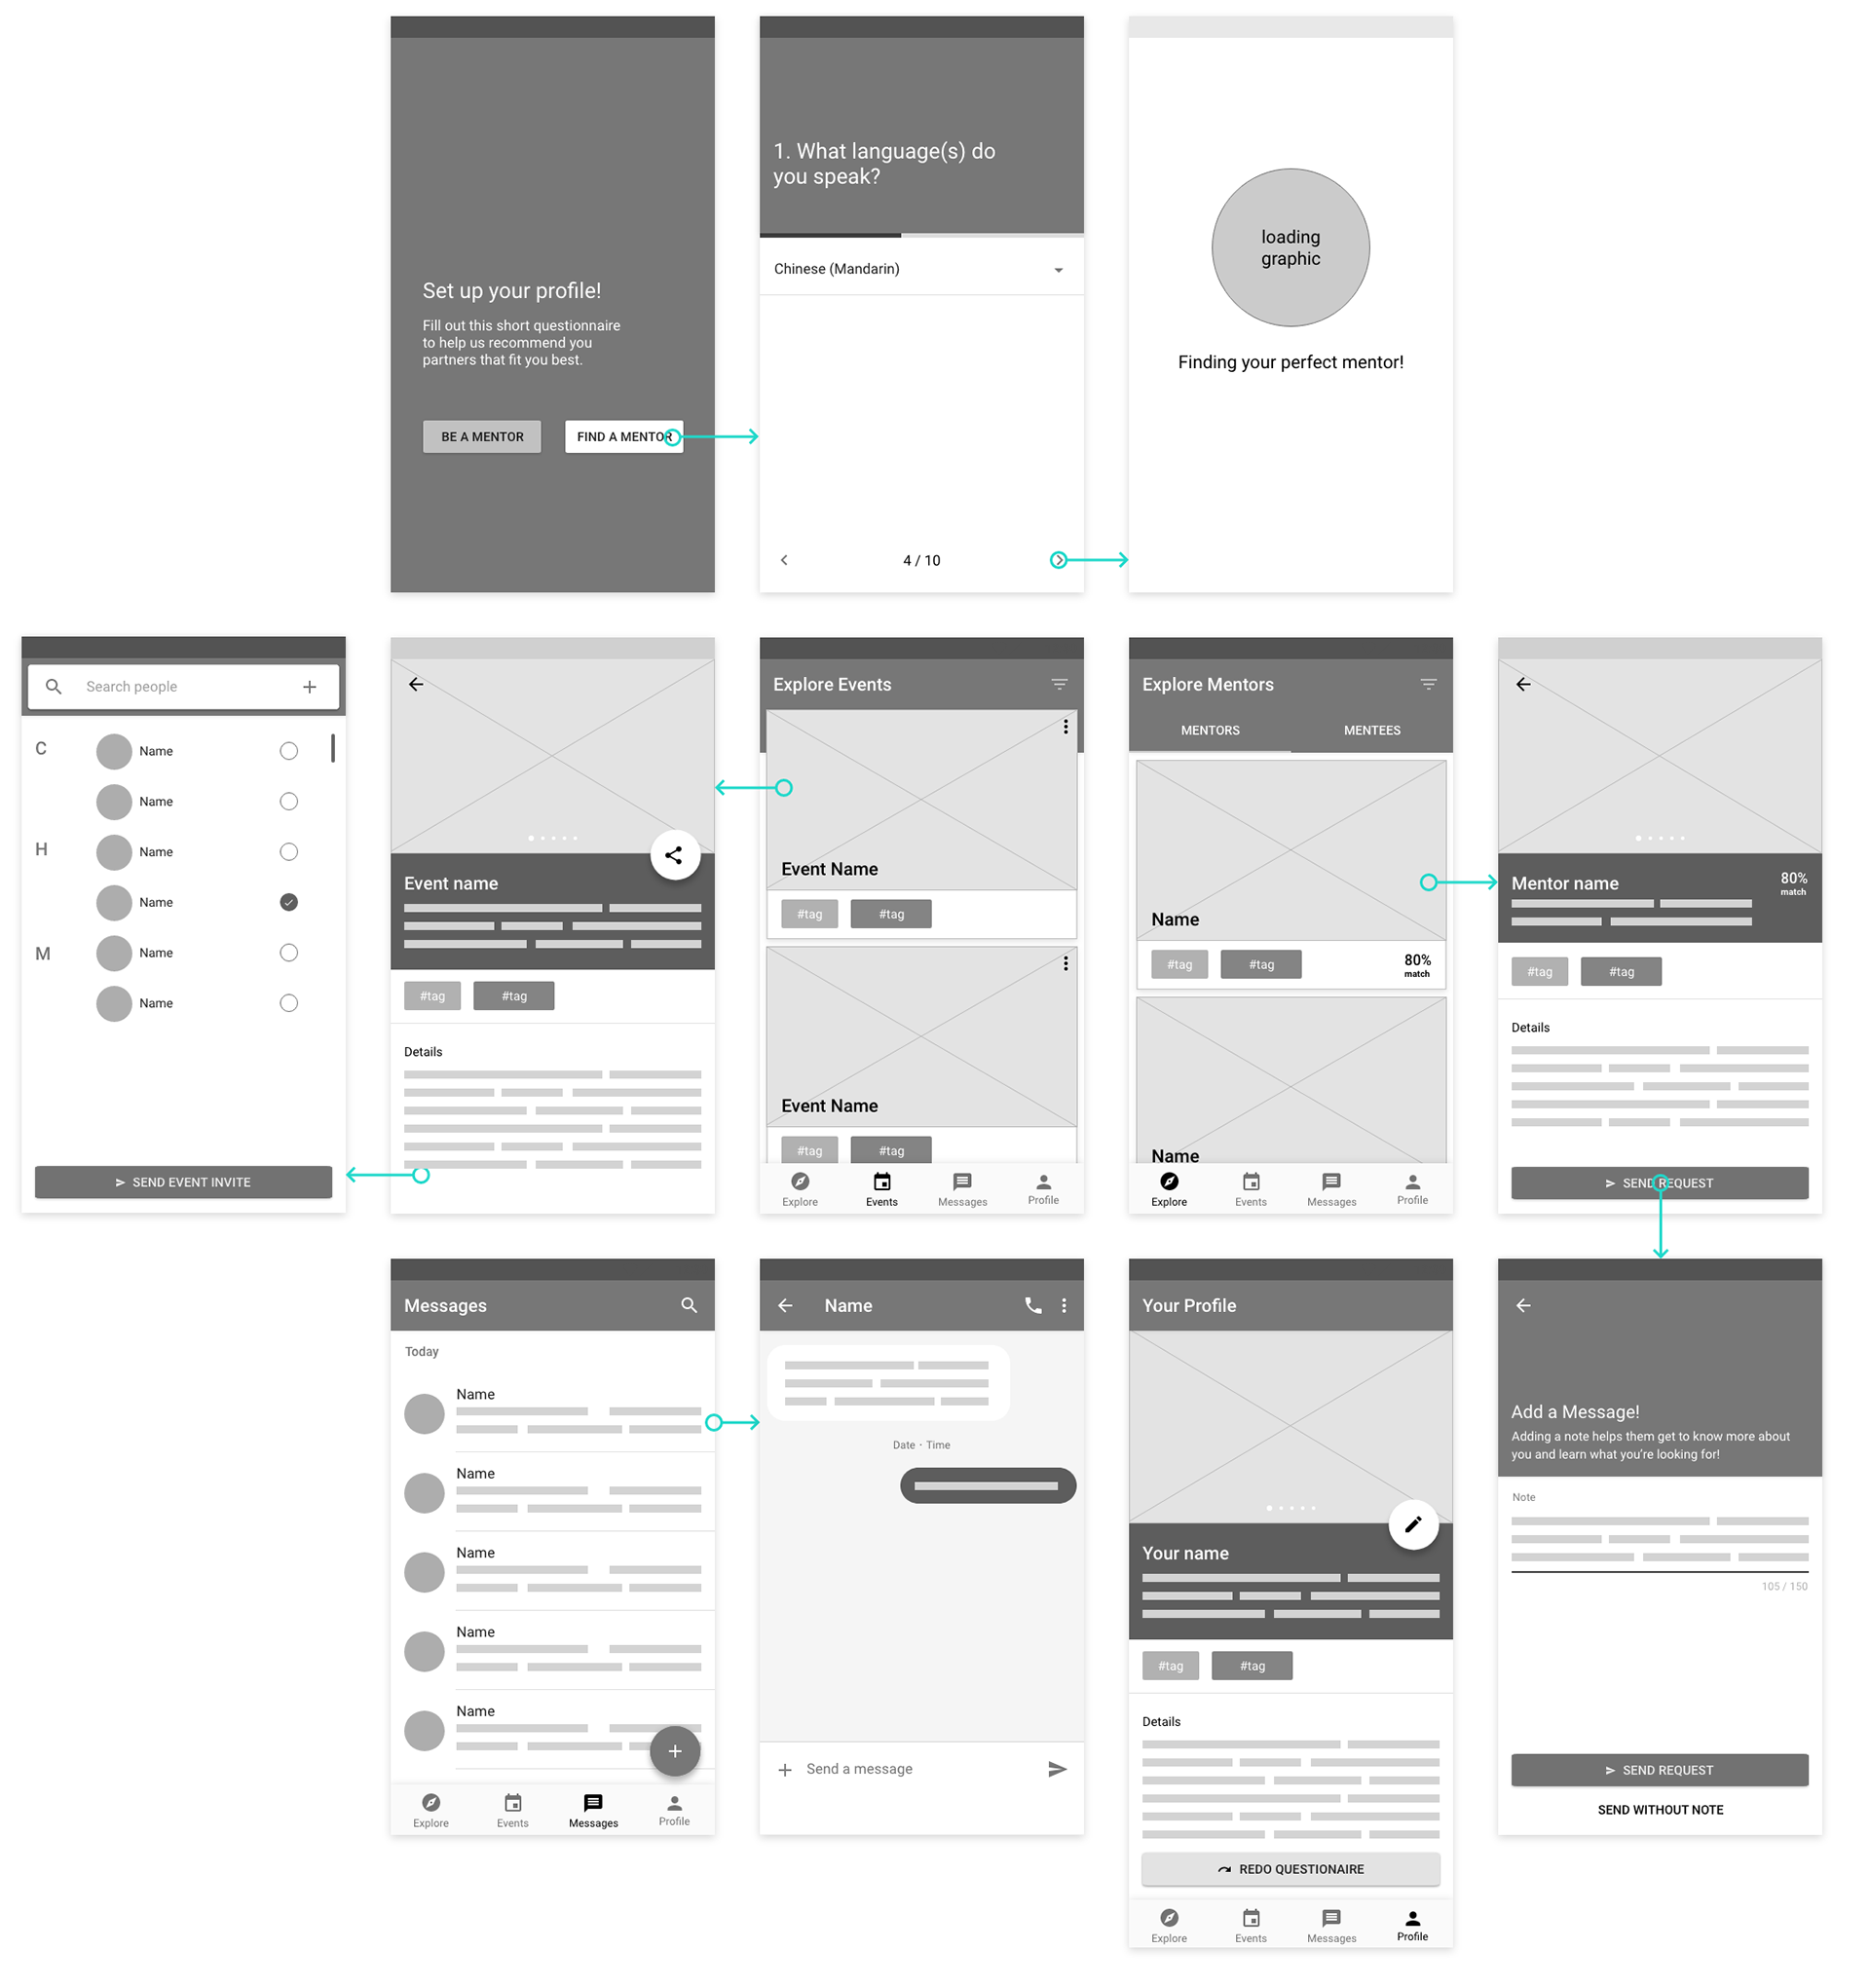 Set up your profile!
Fill out this short questionnaire
to help us recommend you
partners that fit you best.
BE A MENTOR
FIND A MENTOR
1. What language(s) do
you speak?
Chinese (Mandarin)
4 / 10
loading
graphic
Finding your perfect mentor!
Search people
C
Name
Name
H
Name
Name
M
Name
Name
SEND EVENT INVITE
Event name
#tag
#tag
Details
Explore Events
Event Name
#tag
#tag
Event Name
#tag
#tag
Explore
Events
Messages
Profile
Explore Mentors
MENTORS
MENTEES
Name
#tag
#tag
80%
match
Name
Explore
Events
Messages
Profile
Mentor name
80%
match
#tag
#tag
Details
SEND REQUEST
Messages
Today
Name
Name
Name
Name
Name
Explore
Events
Messages
Profile
Name
Date · Time
Send a message
Your Profile
Your name
#tag
#tag
Details
REDO QUESTIONAIRE
Explore
Events
Messages
Profile
Add a Message!
Adding a note helps them get to know more about
you and learn what you're looking for!
Note
105 / 150
SEND REQUEST
SEND WITHOUT NOTE